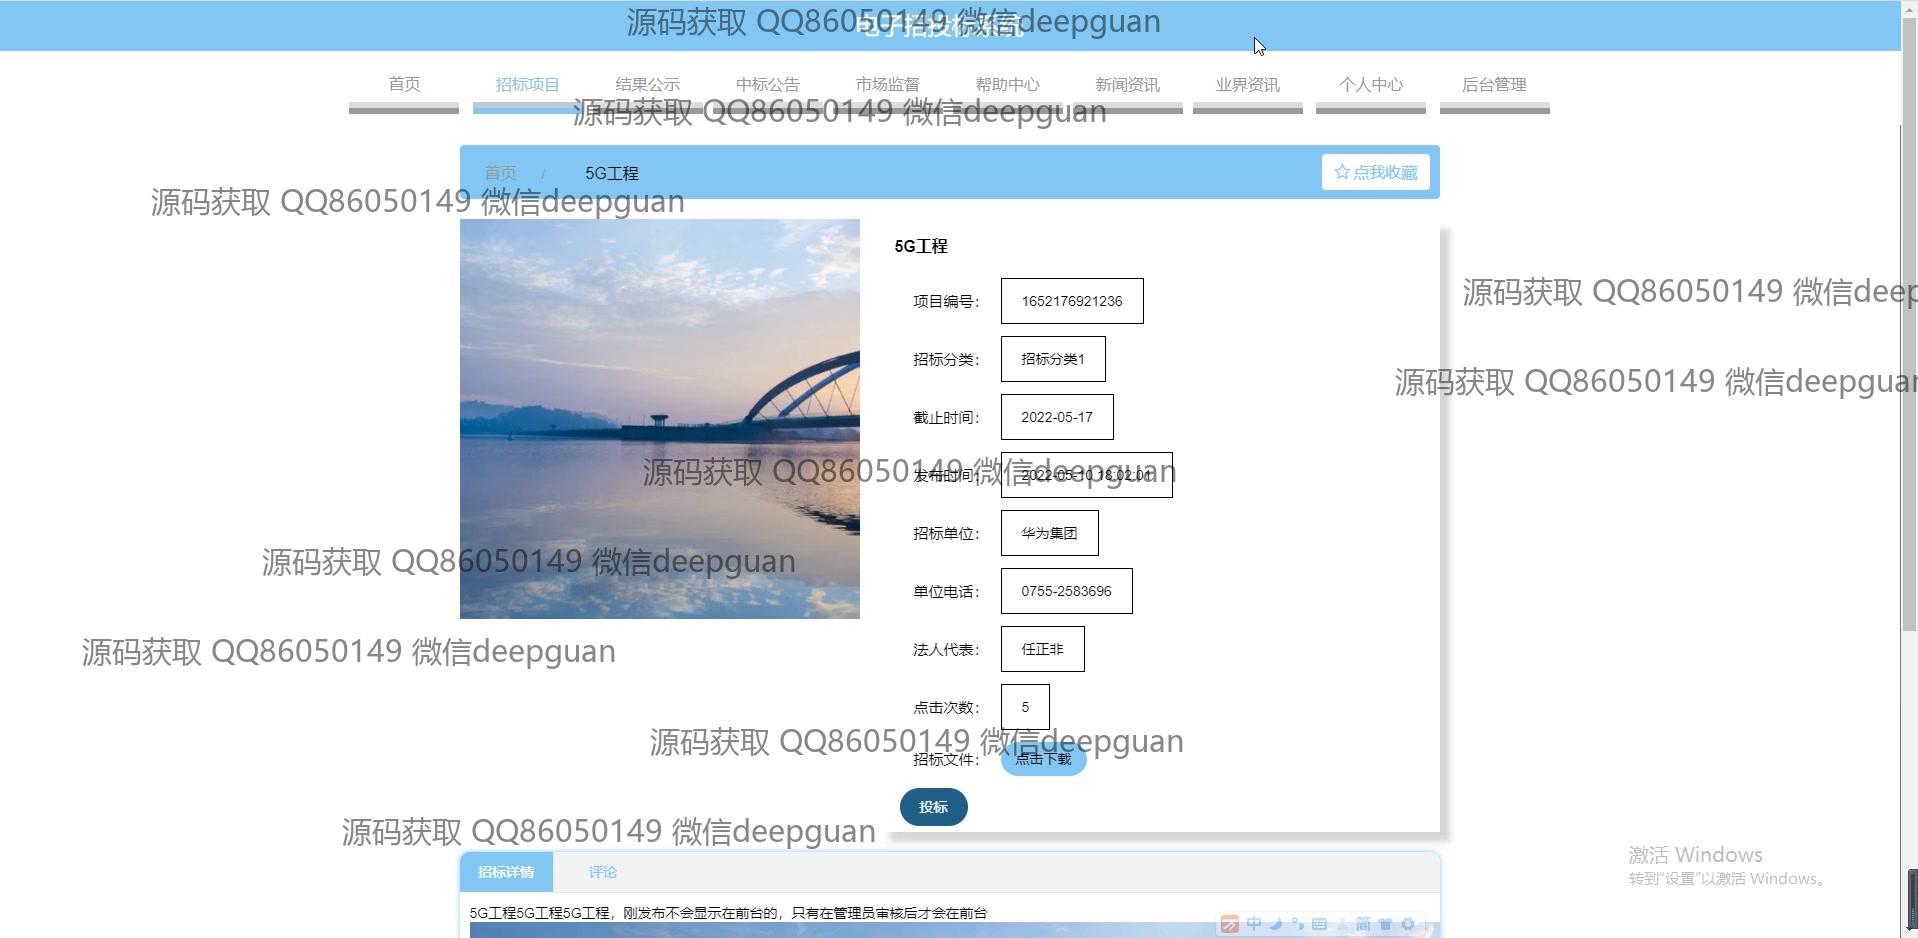 电子招投标系统
源码获取 QQ86050149 微信deepguan
首页 招标项目 结果公示 中标公告 市场监督 帮助中心 新闻资讯 业界资讯 个人中心 后台管理
源码获取 QQ86050149 微信deepguan
首页 / 5G工程 点我收藏
源码获取 QQ86050149 微信deepguan
5G工程
项目编号： 1652176921236
源码获取 QQ86050149 微信deep
招标分类： 招标分类1
源码获取 QQ86050149 微信deepguan
截止时间： 2022-05-17
发布时间： 2022-05-10 18:02:01
源码获取 QQ86050149 微信deepguan
招标单位： 华为集团
源码获取 QQ86050149 微信deepguan
单位电话： 0755-2583696
法人代表： 任正非
源码获取 QQ86050149 微信deepguan
点击次数： 5
源码获取 QQ86050149 微信deepguan
招标文件： 点击下载
投标
源码获取 QQ86050149 微信deepguan
激活 Windows
转到"设置"以激活 Windows。
招标详情 评论
5G工程5G工程5G工程，刚发布不会显示在前台的，只有在管理员审核后才会在前台
中 简